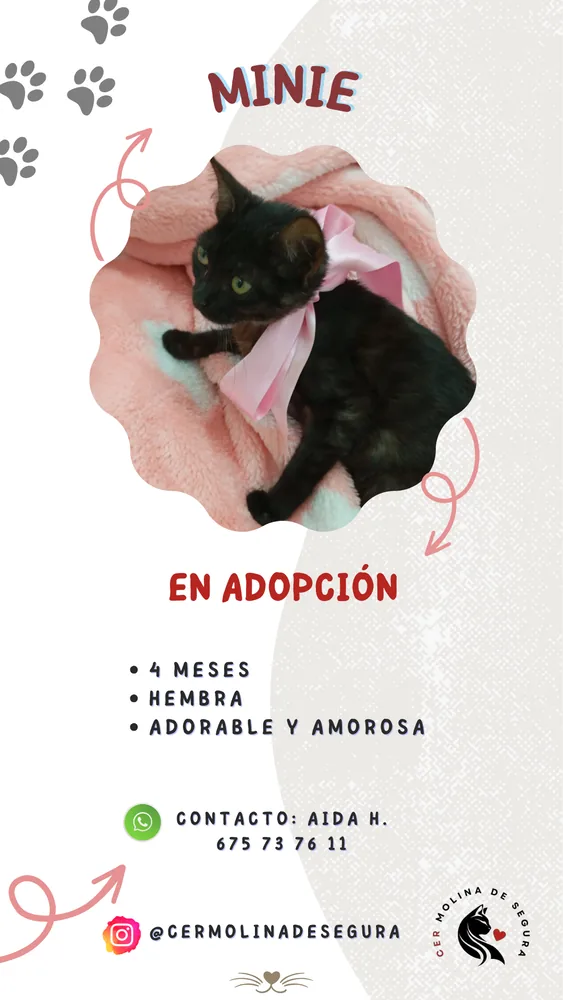 MINIE
EN ADOPCIÓN
4 MESES
HEMBRA
ADORABLE Y AMOROSA
CONTACTO: AIDA H.
675 73 76 11
@CERMOLINADESEGURA
CER MOLINA DE SEGURA